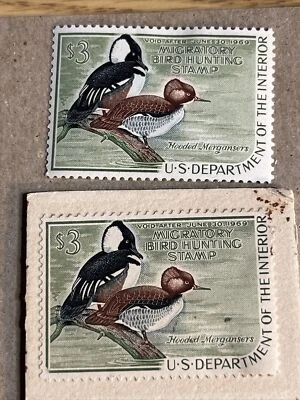 VOID AFTER JUNE 30 1969
$3
MIGRATORY
BIRD HUNTING
STAMP
Hooded Mergansers
U·S·DEPARTMENT OF THE INTERIOR
VOID AFTER JUNE 30 1969
$3
MIGRATORY
BIRD HUNTING
STAMP
Hooded Mergansers
U·S·DEPARTMENT OF THE INTERIOR